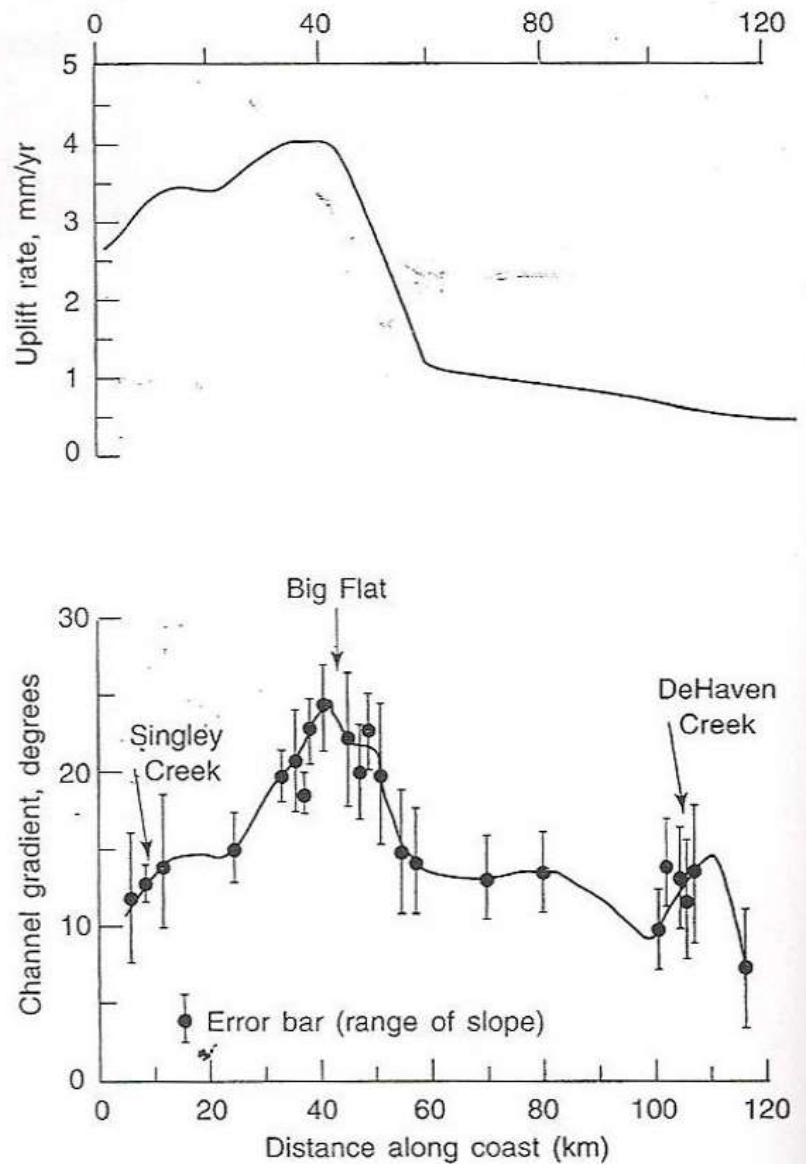 0 40 80 120
5
4
3
2
1
0
Uplift rate, mm/yr
Big Flat
30
DeHaven
Creek
Singley
Creek
20
10
0
Channel gradient, degrees
Error bar (range of slope)
0 20 40 60 80 100 120
Distance along coast (km)